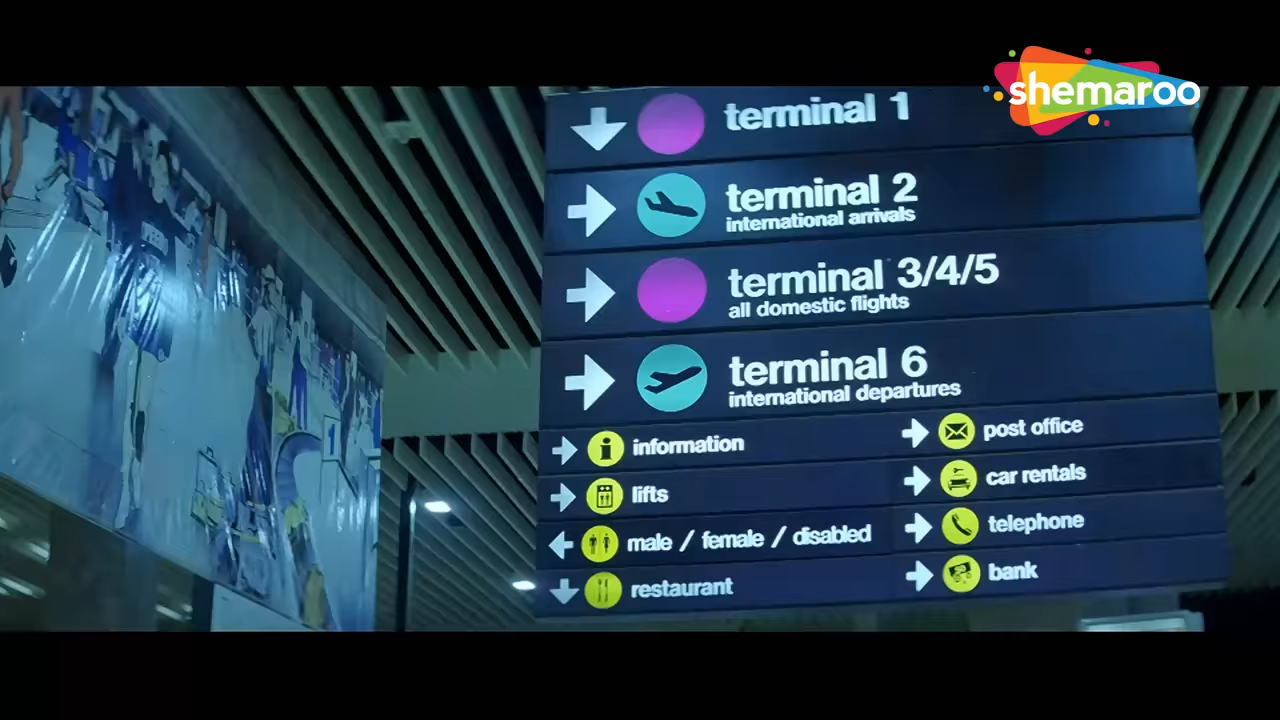 shemaroo
terminal 1
terminal 2
international arrivals
terminal 3/4/5
all domestic flights
terminal 6
international departures
information
post office
lifts
car rentals
male / female / disabled
telephone
restaurant
bank
1